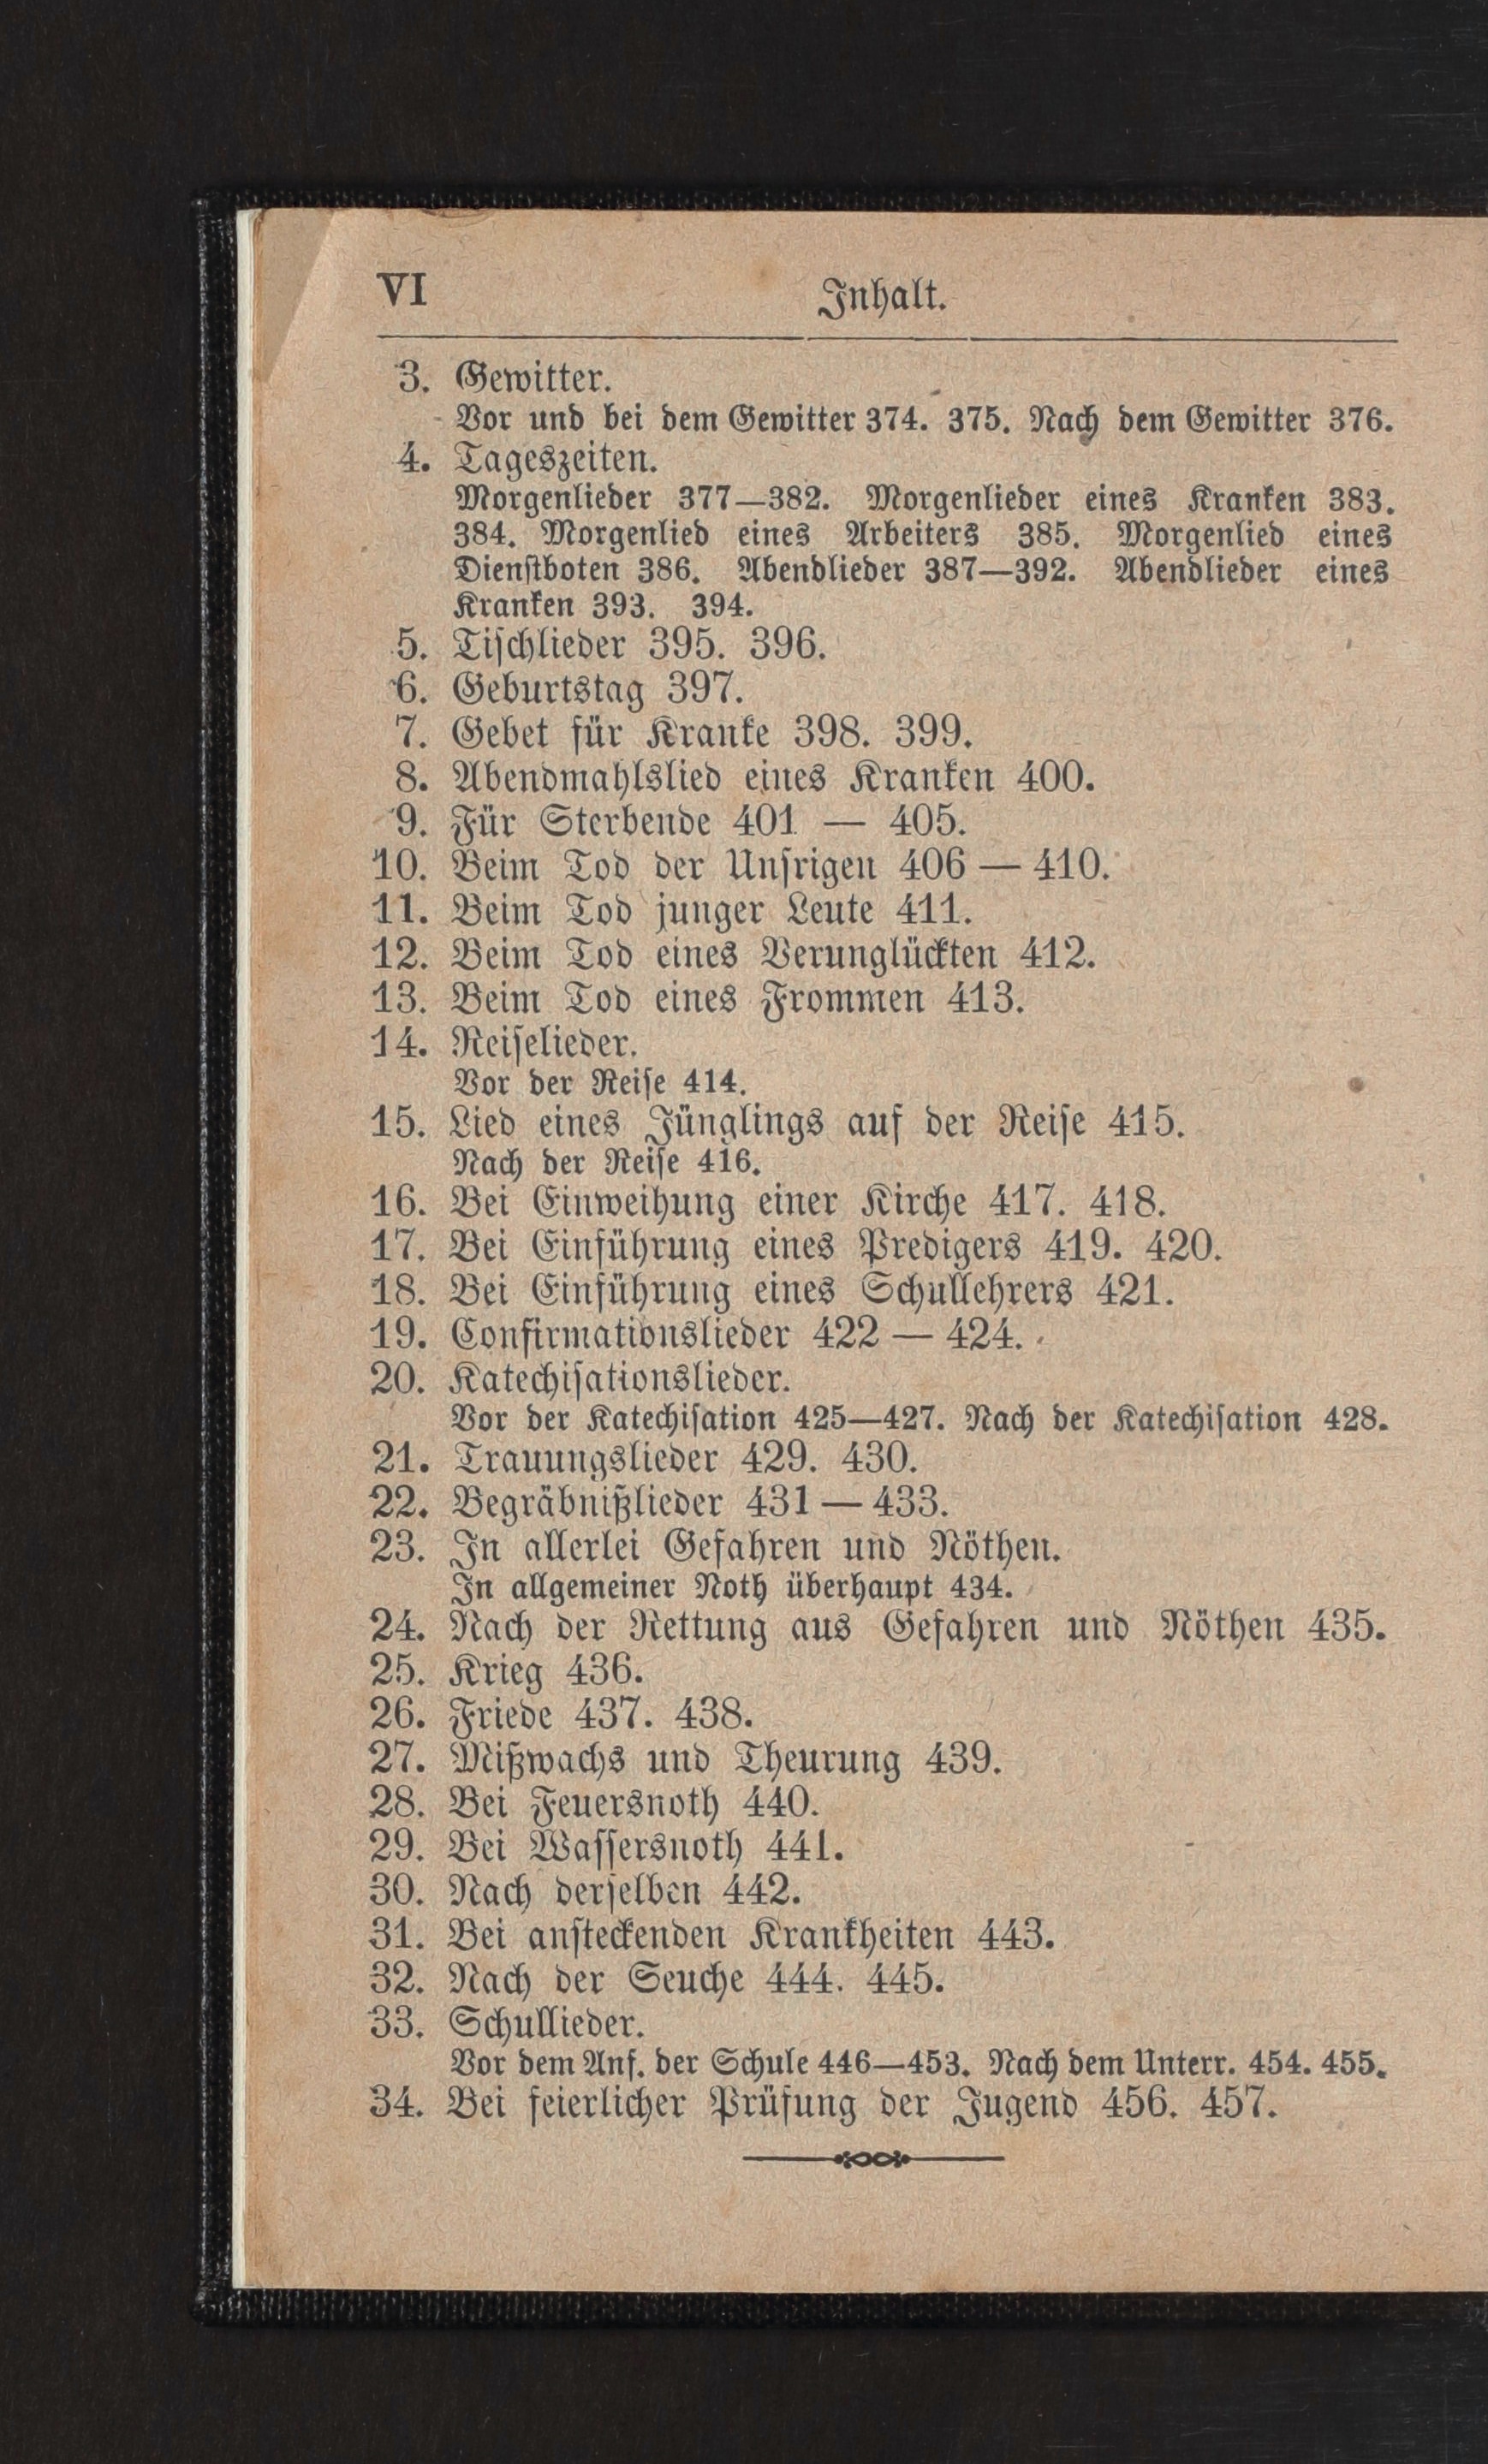 VI
Inhalt.
3. Gewitter.
Vor und bei dem Gewitter 374. 375. Nach dem Gewitter 376.
4. Tageszeiten.
Morgenlieder 377—382. Morgenlieder eines Kranken 383.
384. Morgenlied eines Arbeiters 385. Morgenlied eines
Dienſtboten 386. Abendlieder 387—392. Abendlieder eines
Kranken 393. 394.
5. Tiſchlieder 395. 396.
6. Geburtstag 397.
7. Gebet für Kranke 398. 399.
8. Abendmahlslied eines Kranken 400.
9. Für Sterbende 401 — 405.
10. Beim Tod der Unſrigen 406 — 410.
11. Beim Tod junger Leute 411.
12. Beim Tod eines Verunglückten 412.
13. Beim Tod eines Frommen 413.
14. Reiſelieder.
Vor der Reiſe 414.
15. Lied eines Jünglings auf der Reiſe 415.
Nach der Reiſe 416.
16. Bei Einweihung einer Kirche 417. 418.
17. Bei Einführung eines Predigers 419. 420.
18. Bei Einführung eines Schullehrers 421.
19. Confirmationslieder 422 — 424.
20. Katechiſationslieder.
Vor der Katechiſation 425—427. Nach der Katechiſation 428.
21. Trauungslieder 429. 430.
22. Begräbnißlieder 431 — 433.
23. In allerlei Gefahren und Nöthen.
In allgemeiner Noth überhaupt 434.
24. Nach der Rettung aus Gefahren und Nöthen 435.
25. Krieg 436.
26. Friede 437. 438.
27. Mißwachs und Theurung 439.
28. Bei Feuersnoth 440.
29. Bei Waſſersnoth 441.
30. Nach derſelben 442.
31. Bei anſteckenden Krankheiten 443.
32. Nach der Seuche 444. 445.
33. Schullieder.
Vor dem Anf. der Schule 446—453. Nach dem Unterr. 454. 455.
34. Bei feierlicher Prüfung der Jugend 456. 457.